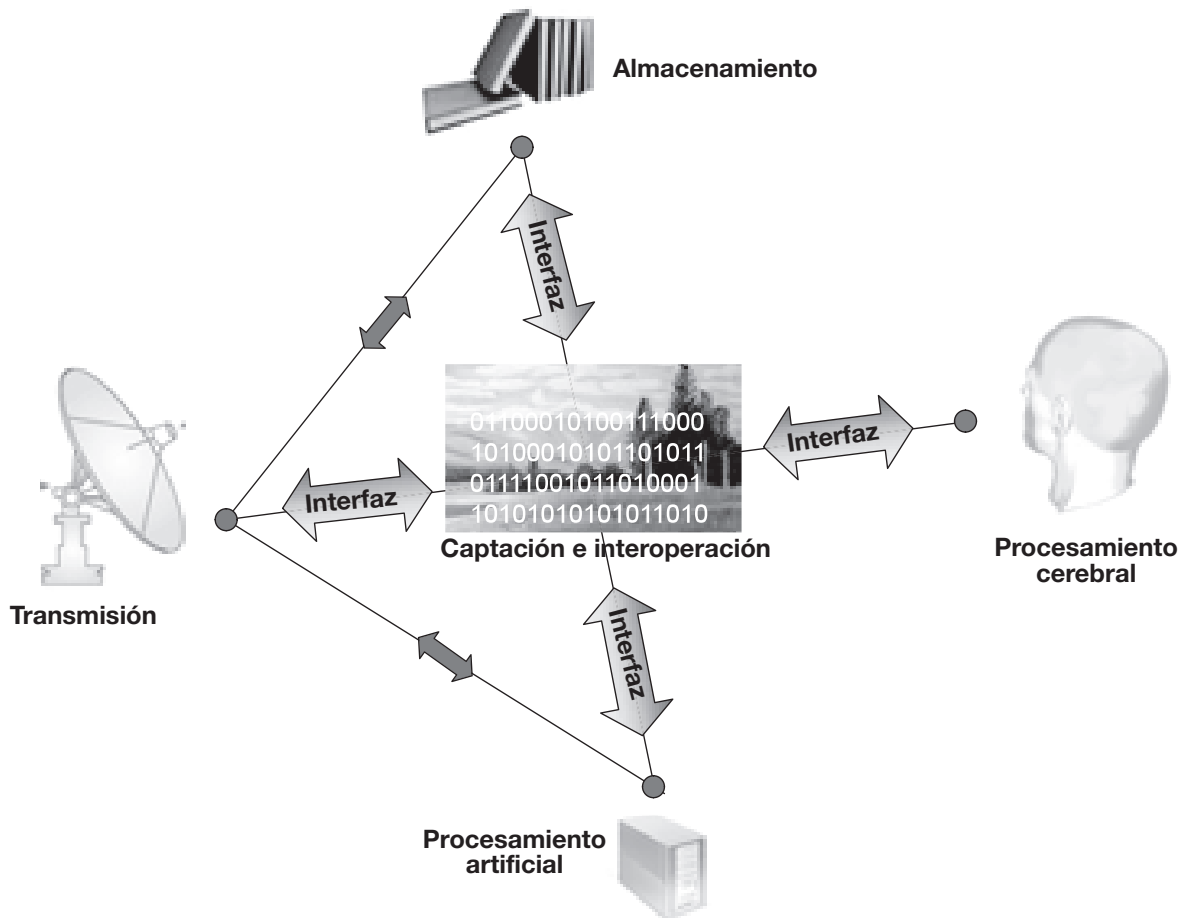 Almacenamiento
Interfaz
01100010100111000
10100010101101011
01111001011010001
10101010101011010
Interfaz
Interfaz
Captación e interoperación
Procesamiento
cerebral
Transmisión
Interfaz
Procesamiento
artificial